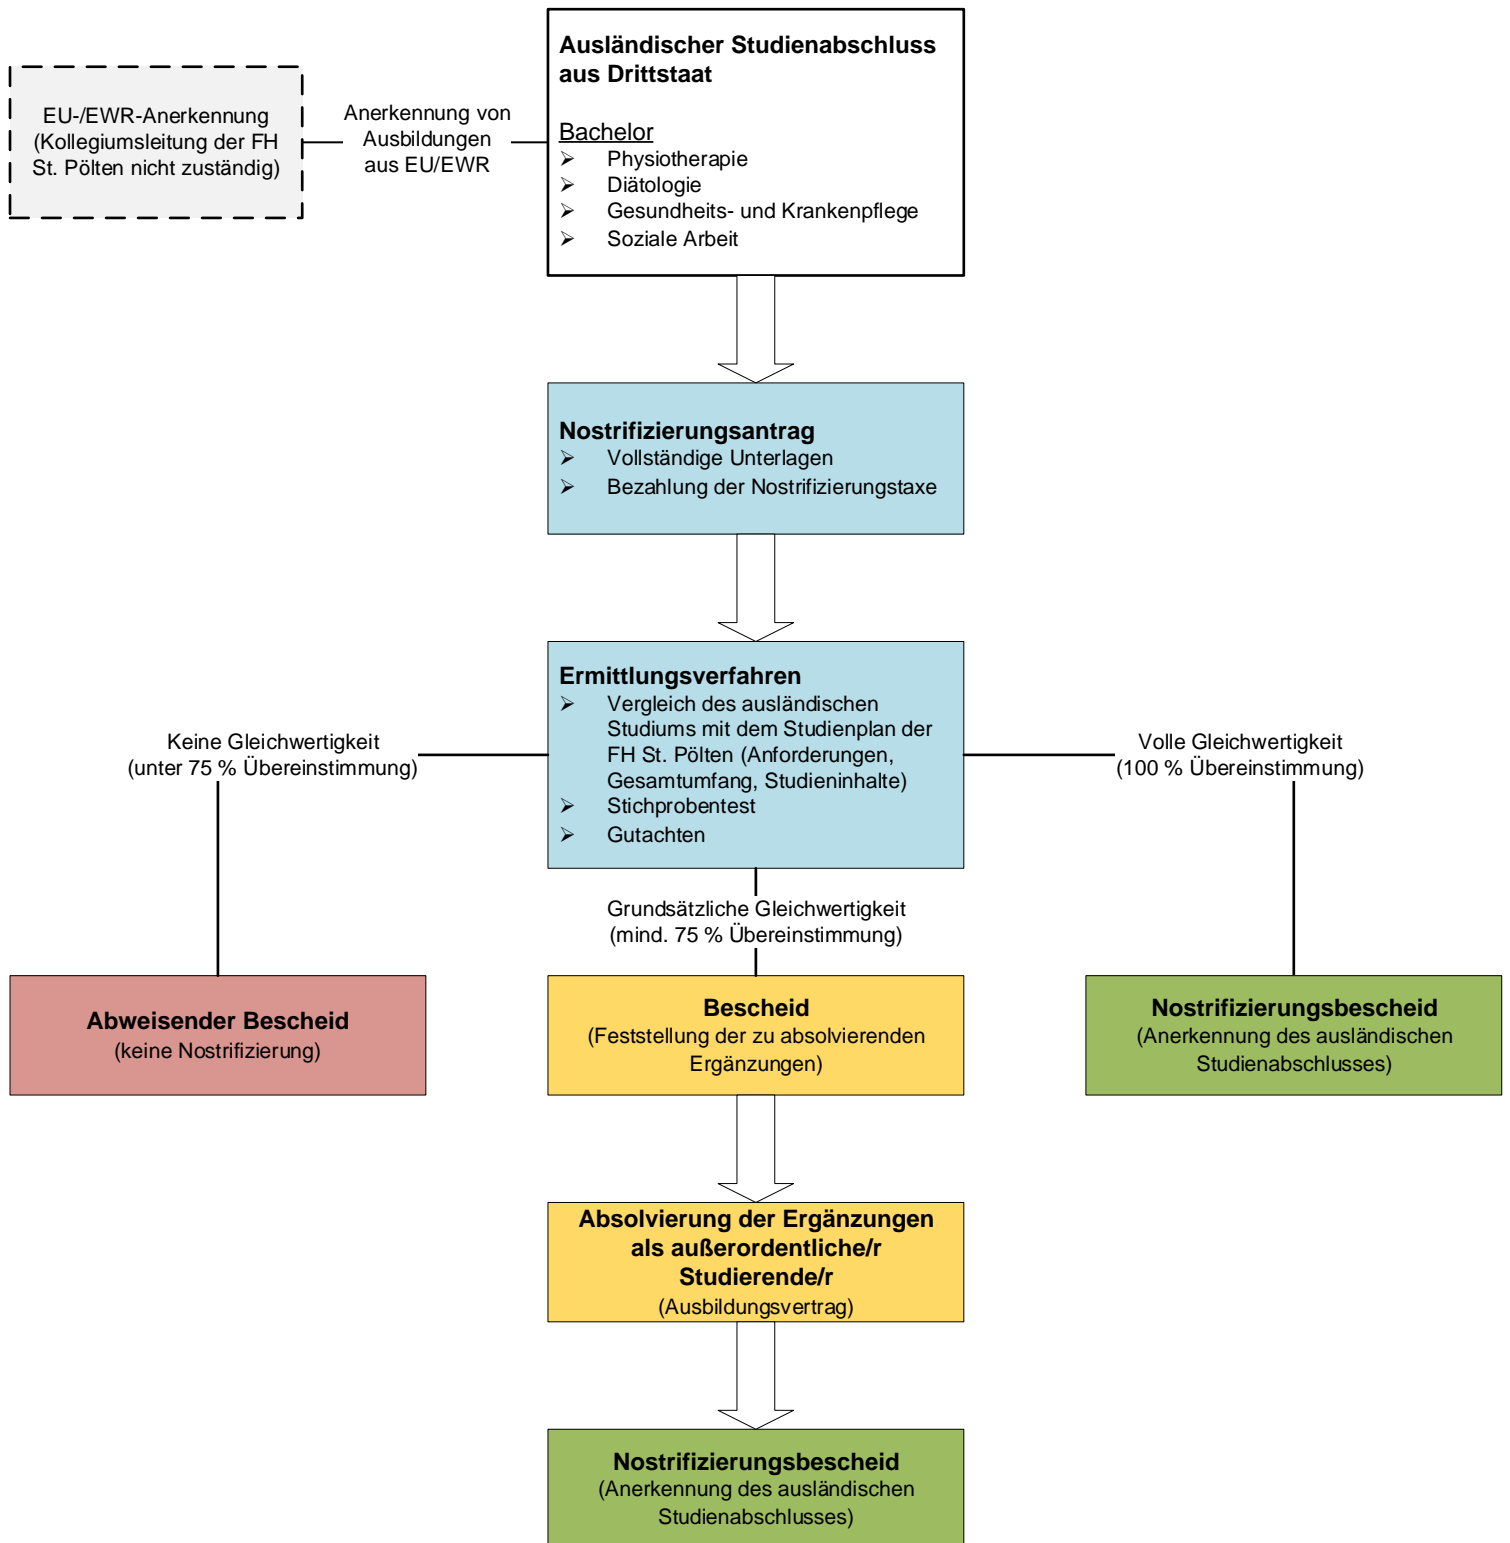 Ausländischer Studienabschluss
aus Drittstaat
Bachelor
➢ Physiotherapie
➢ Diätologie
➢ Gesundheits- und Krankenpflege
➢ Soziale Arbeit
EU-/EWR-Anerkennung
(Kollegiumsleitung der FH
St. Pölten nicht zuständig)
Anerkennung von
Ausbildungen
aus EU/EWR
Nostrifizierungsantrag
➢ Vollständige Unterlagen
➢ Bezahlung der Nostrifizierungstaxe
Ermittlungsverfahren
➢ Vergleich des ausländischen
Studiums mit dem Studienplan der
FH St. Pölten (Anforderungen,
Gesamtumfang, Studieninhalte)
➢ Stichprobentest
➢ Gutachten
Keine Gleichwertigkeit
(unter 75 % Übereinstimmung)
Volle Gleichwertigkeit
(100 % Übereinstimmung)
Grundsätzliche Gleichwertigkeit
(mind. 75 % Übereinstimmung)
Abweisender Bescheid
(keine Nostrifizierung)
Bescheid
(Feststellung der zu absolvierenden
Ergänzungen)
Nostrifizierungsbescheid
(Anerkennung des ausländischen
Studienabschlusses)
Absolvierung der Ergänzungen
als außerordentliche/r
Studierende/r
(Ausbildungsvertrag)
Nostrifizierungsbescheid
(Anerkennung des ausländischen
Studienabschlusses)